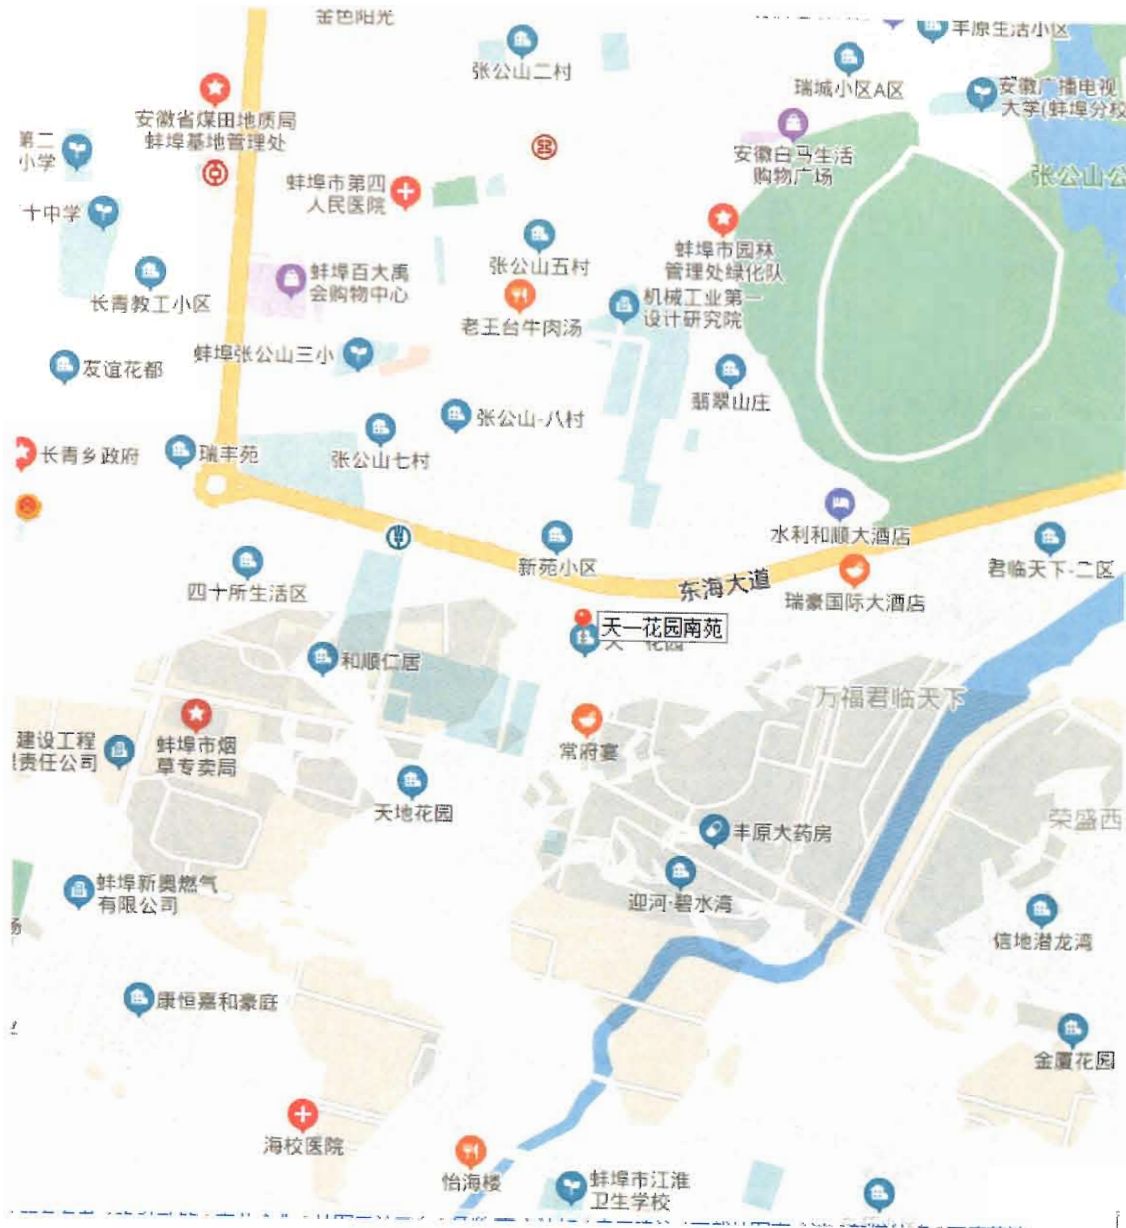 金色阳光
丰原生活小区
张公山二村
瑞城小区A区
安徽广播电视
大学(蚌埠分校
安徽省煤田地质局
蚌埠基地管理处
第二
小学
安徽白马生活
购物广场
张公山公
蚌埠市第四
人民医院
十中学
蚌埠市园林
管理处绿化队
张公山五村
蚌埠百大禹
会购物中心
长青教工小区
机械工业第一
设计研究院
老王台牛肉汤
蚌埠张公山三小
友谊花都
翡翠山庄
张公山-八村
长青乡政府
瑞丰苑
张公山七村
水利和顺大酒店
新苑小区
君临天下-二区
四十所生活区
东海大道
瑞豪国际大酒店
天一花园南苑
和顺仁居
万福君临天下
建设工程
责任公司
蚌埠市烟
草专卖局
常府宴
天地花园
丰原大药房
荣盛西
蚌埠新奥燃气
有限公司
迎河·碧水湾
信地潜龙湾
康恒嘉和豪庭
金厦花园
海校医院
怡海楼
蚌埠市江淮
卫生学校